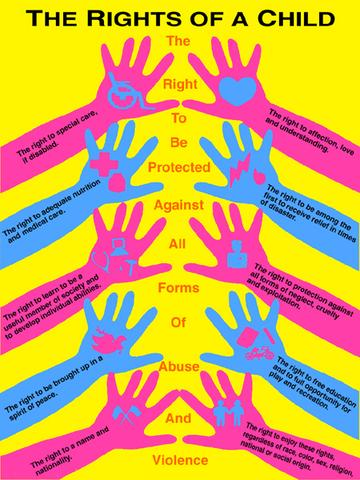 THE RIGHTS OF A CHILD
The
Right
To
Be
Protected
Against
All
Forms
Of
Abuse
And
Violence
The right to special care,
if disabled.
The right to affection, love
and understanding.
The right to adequate nutrition
and medical care.
The right to be among the
first to receive relief in times
of disaster.
The right to learn to be a
useful member of society and
to develop individual abilities.
The right to protection against
all forms of neglect, cruelty
and exploitation.
The right to be brought up in a
spirit of peace.
The right to free education
and to full opportunity for
play and recreation.
The right to a name and
nationality.
The right to enjoy these rights,
regardless of race, color, sex, religion,
national or social origin.